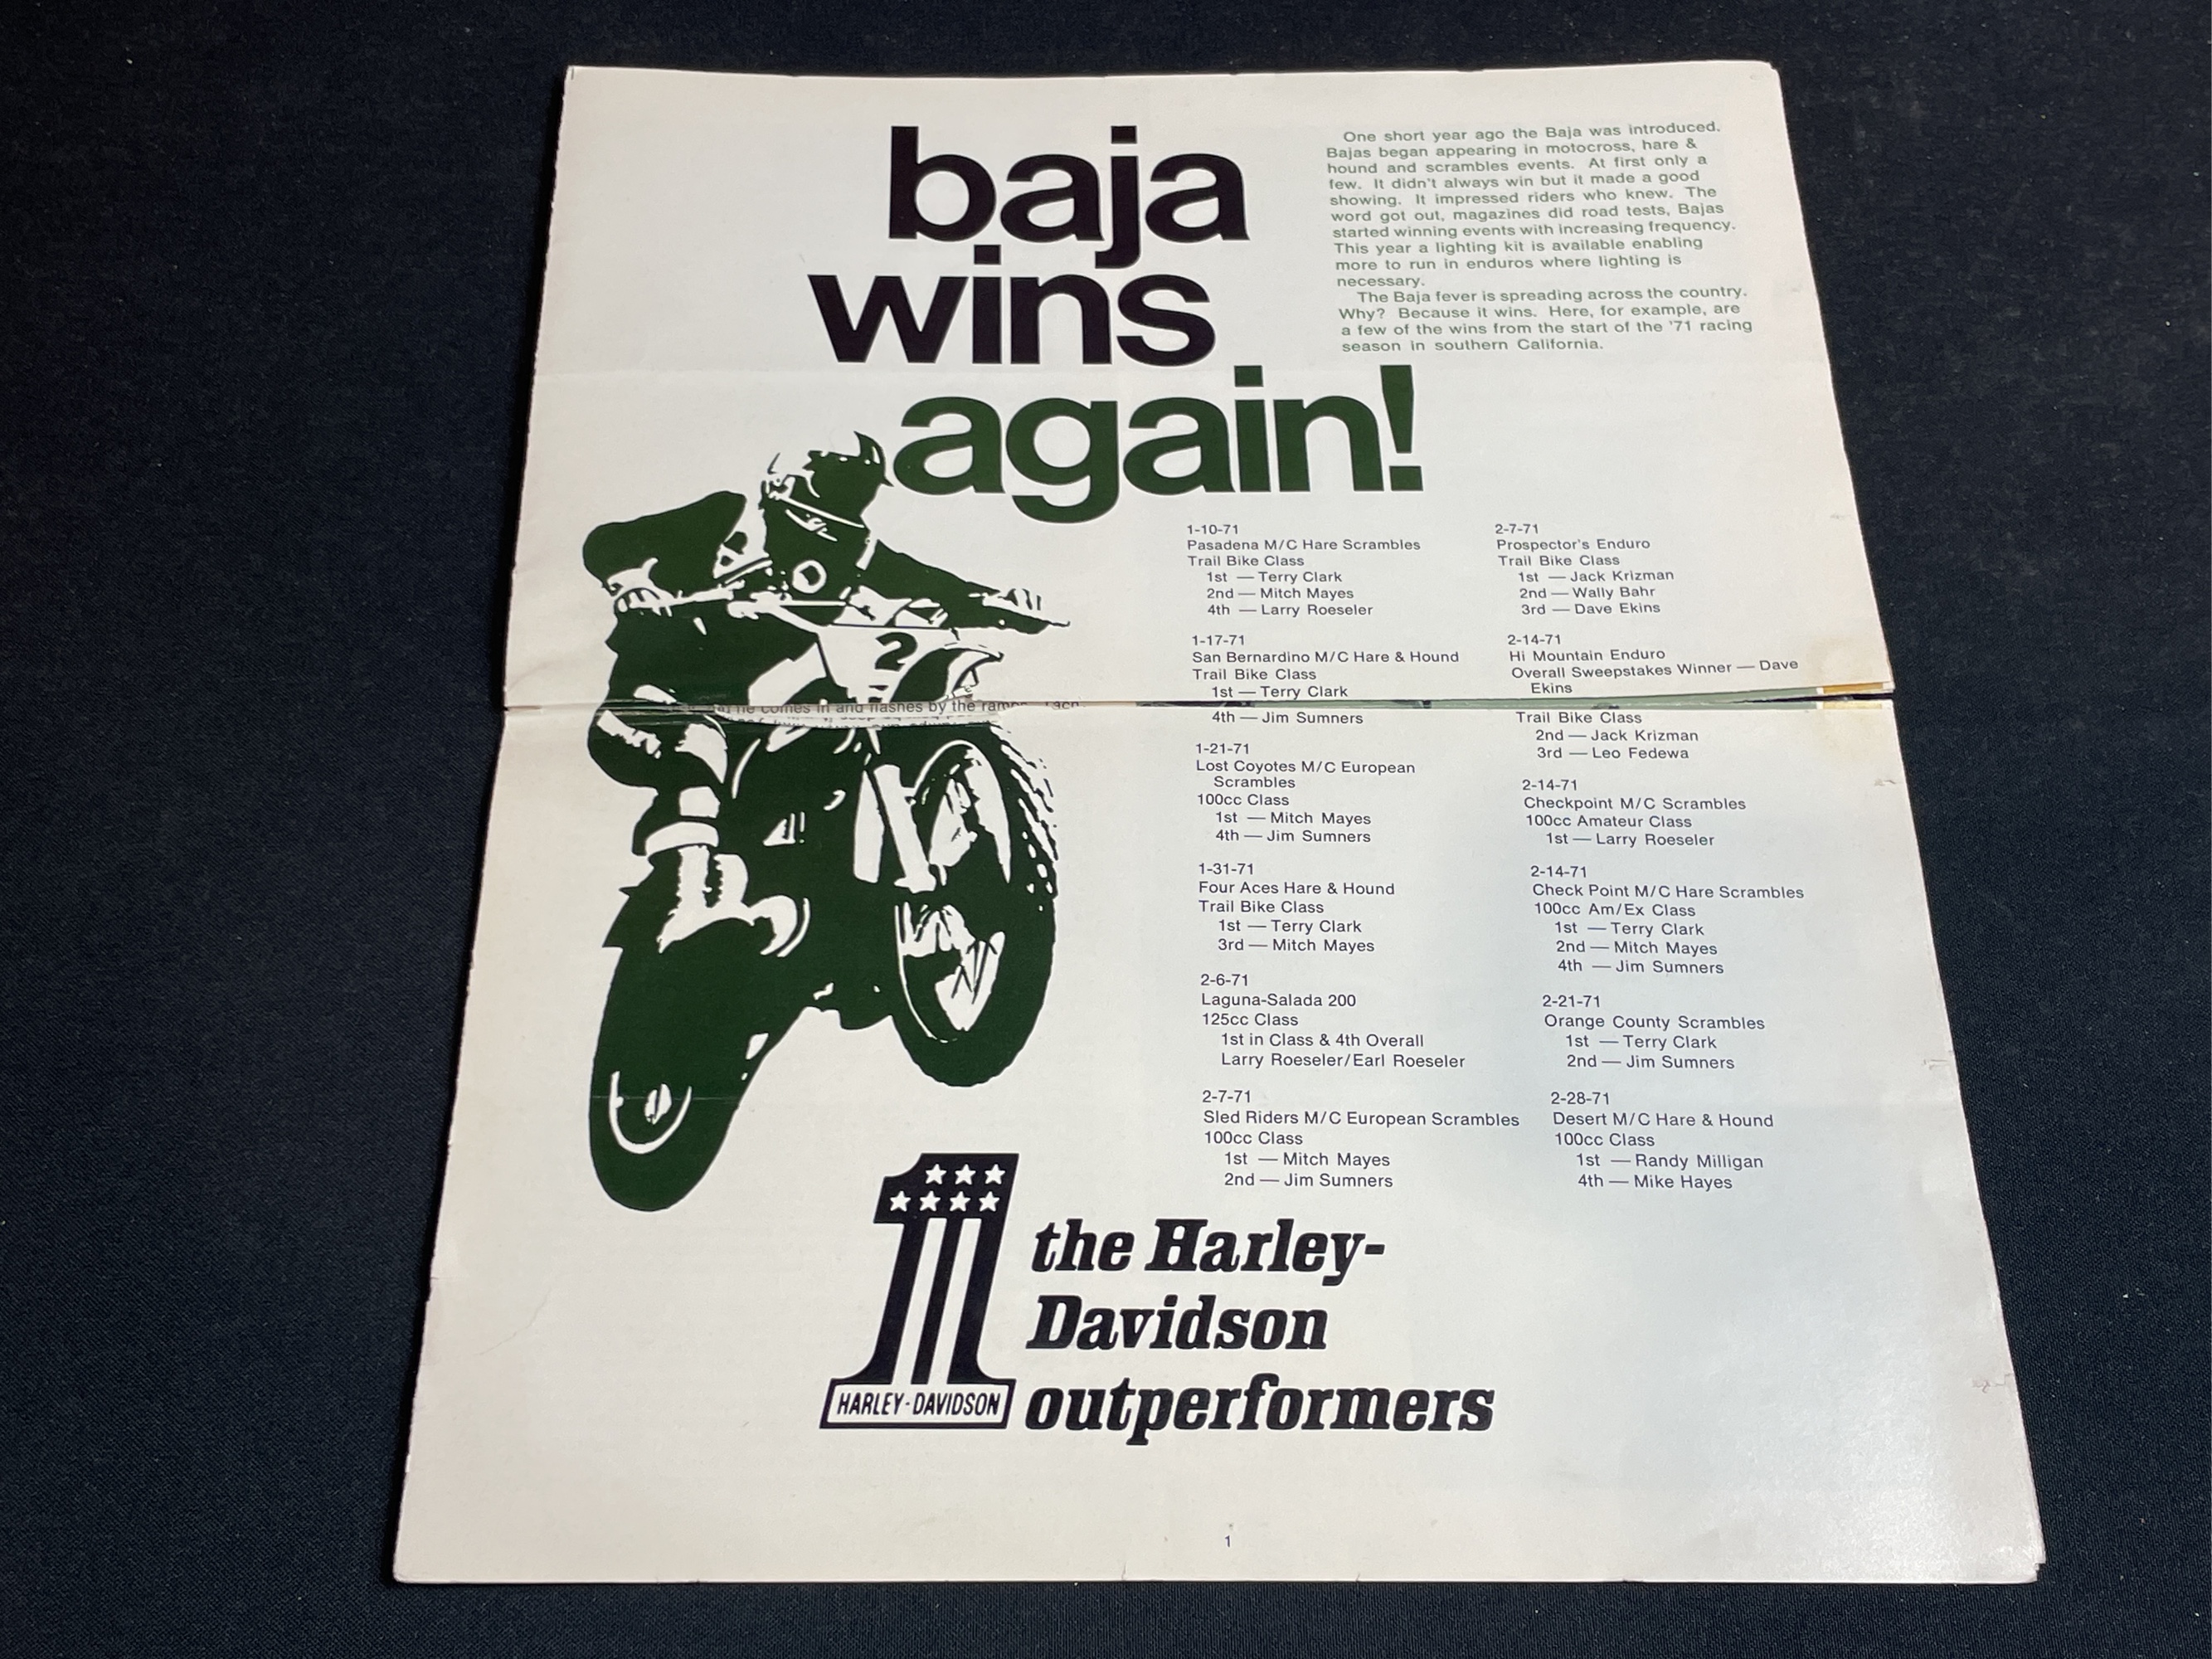 baja
wins
again!
One short year ago the Baja was introduced.
Bajas began appearing in motocross, hare &
hound and scrambles events. At first only a
few. It didn't always win but it made a good
showing. It impressed riders who knew. The
word got out, magazines did road tests, Bajas
started winning events with increasing frequency.
This year a lighting kit is available enabling
more to run in enduros where lighting is
necessary.
The Baja fever is spreading across the country.
Why? Because it wins. Here, for example, are
a few of the wins from the start of the '71 racing
season in southern California.
2
1-10-71
Pasadena M/C Hare Scrambles
Trail Bike Class
1st — Terry Clark
2nd — Mitch Mayes
4th — Larry Roeseler
1-17-71
San Bernardino M/C Hare & Hound
Trail Bike Class
1st — Terry Clark
4th — Jim Sumners
1-21-71
Lost Coyotes M/C European
Scrambles
100cc Class
1st — Mitch Mayes
4th — Jim Sumners
1-31-71
Four Aces Hare & Hound
Trail Bike Class
1st — Terry Clark
3rd — Mitch Mayes
2-6-71
Laguna-Salada 200
125cc Class
1st in Class & 4th Overall
Larry Roeseler/Earl Roeseler
2-7-71
Sled Riders M/C European Scrambles
100cc Class
1st — Mitch Mayes
2nd — Jim Sumners
2-7-71
Prospector's Enduro
Trail Bike Class
1st — Jack Krizman
2nd — Wally Bahr
3rd — Dave Ekins
2-14-71
Hi Mountain Enduro
Overall Sweepstakes Winner — Dave
Ekins
Trail Bike Class
2nd — Jack Krizman
3rd — Leo Fedewa
2-14-71
Checkpoint M/C Scrambles
100cc Amateur Class
1st — Larry Roeseler
2-14-71
Check Point M/C Hare Scrambles
100cc Am/Ex Class
1st — Terry Clark
2nd — Mitch Mayes
4th — Jim Sumners
2-21-71
Orange County Scrambles
1st — Terry Clark
2nd — Jim Sumners
2-28-71
Desert M/C Hare & Hound
100cc Class
1st — Randy Milligan
4th — Mike Hayes
he comes in and flashes by the
1
HARLEY-DAVIDSON
the Harley-
Davidson
outperformers
1